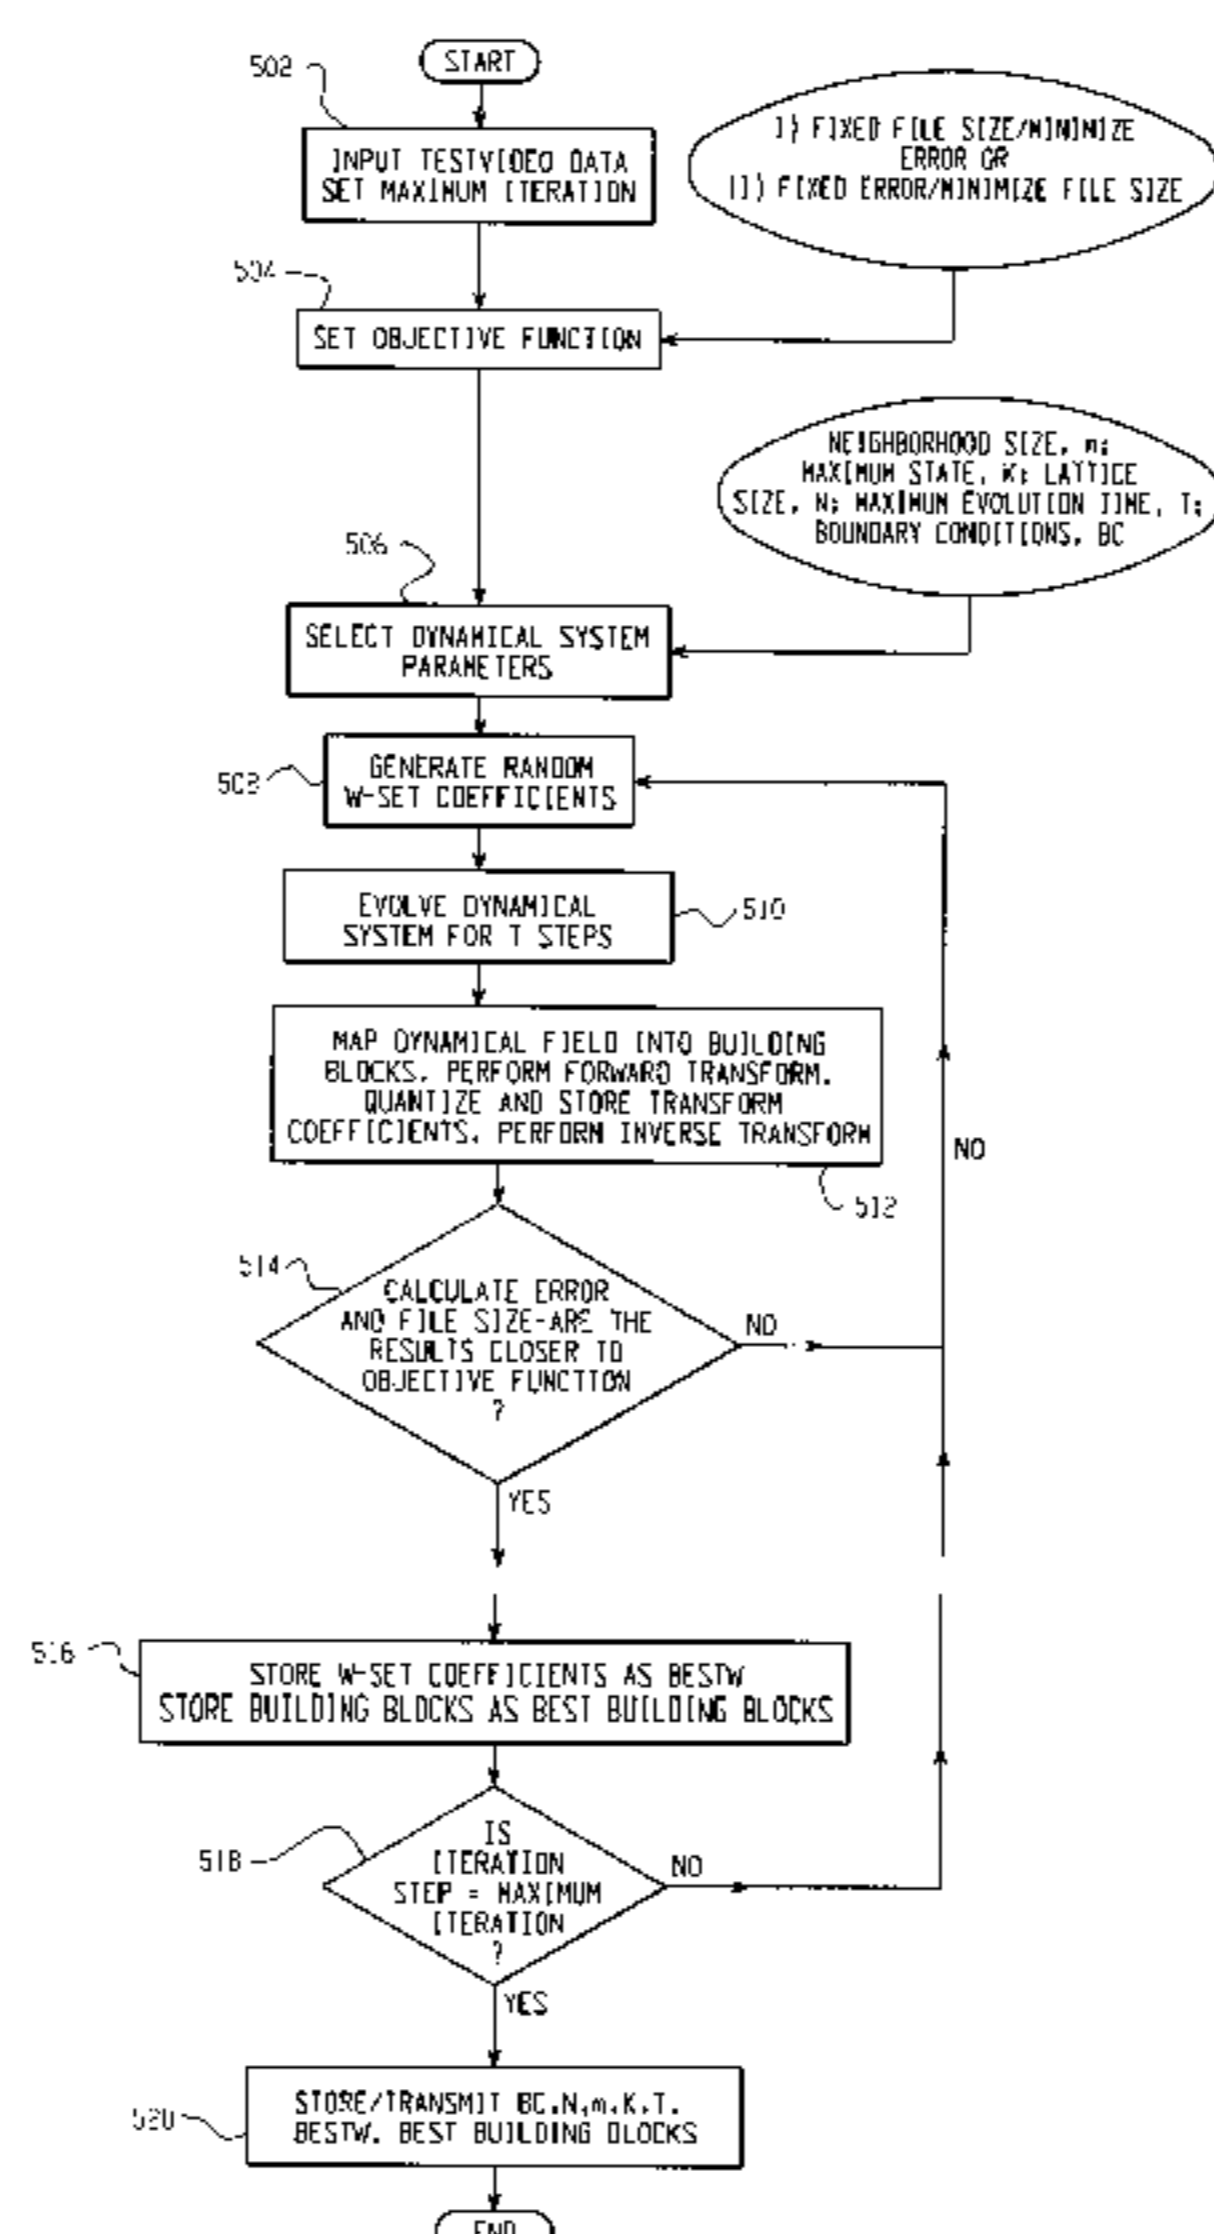 START
502
INPUT TESTVIDEO DATA
SET MAXIMUM ITERATION
I) FIXED FILE SIZE/MINIMIZE
ERROR OR
II) FIXED ERROR/MINIMIZE FILE SIZE
504
SET OBJECTIVE FUNCTION
NEIGHBORHOOD SIZE, m;
MAXIMUM STATE, K; LATTICE
SIZE, N; MAXIMUM EVOLUTION TIME, T;
BOUNDARY CONDITIONS, BC
506
SELECT DYNAMICAL SYSTEM
PARAMETERS
508
GENERATE RANDOM
W-SET COEFFICIENTS
EVOLVE DYNAMICAL
SYSTEM FOR T STEPS
510
MAP DYNAMICAL FIELD INTO BUILDING
BLOCKS, PERFORM FORWARD TRANSFORM,
QUANTIZE AND STORE TRANSFORM
COEFFICIENTS, PERFORM INVERSE TRANSFORM
NO
512
514
CALCULATE ERROR
AND FILE SIZE-ARE THE
RESULTS CLOSER TO
OBJECTIVE FUNCTION
?
NO
YES
516
STORE W-SET COEFFICIENTS AS BESTW
STORE BUILDING BLOCKS AS BEST BUILDING BLOCKS
518
IS
ITERATION
STEP = MAXIMUM
ITERATION
?
NO
YES
520
STORE/TRANSMIT BC,N,m,K,T,
BESTW, BEST BUILDING BLOCKS
END